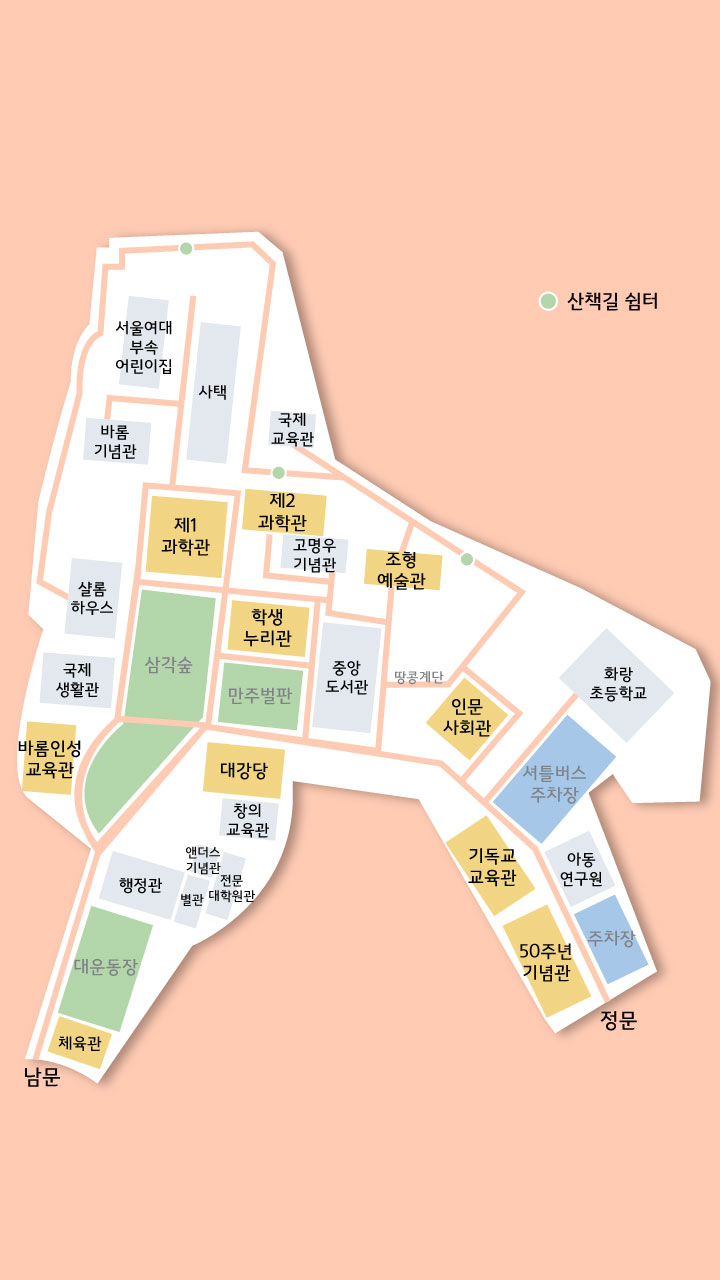 산책길 쉼터
서울여대
부속
어린이집
사택
바롬
기념관
국제
교육관
제1
과학관
제2
과학관
고명우
기념관
조형
예술관
샬롬
하우스
학생
누리관
삼각숲
만주벌판
중앙
도서관
땅콩계단
국제
생활관
인문
사회관
화랑
초등학교
바롬인성
교육관
대강당
셔틀버스
주차장
창의
교육관
앤더스
기념관
행정관
별관
전문
대학원관
기독교
교육관
아동
연구원
50주년
기념관
주차장
대운동장
체육관
정문
남문